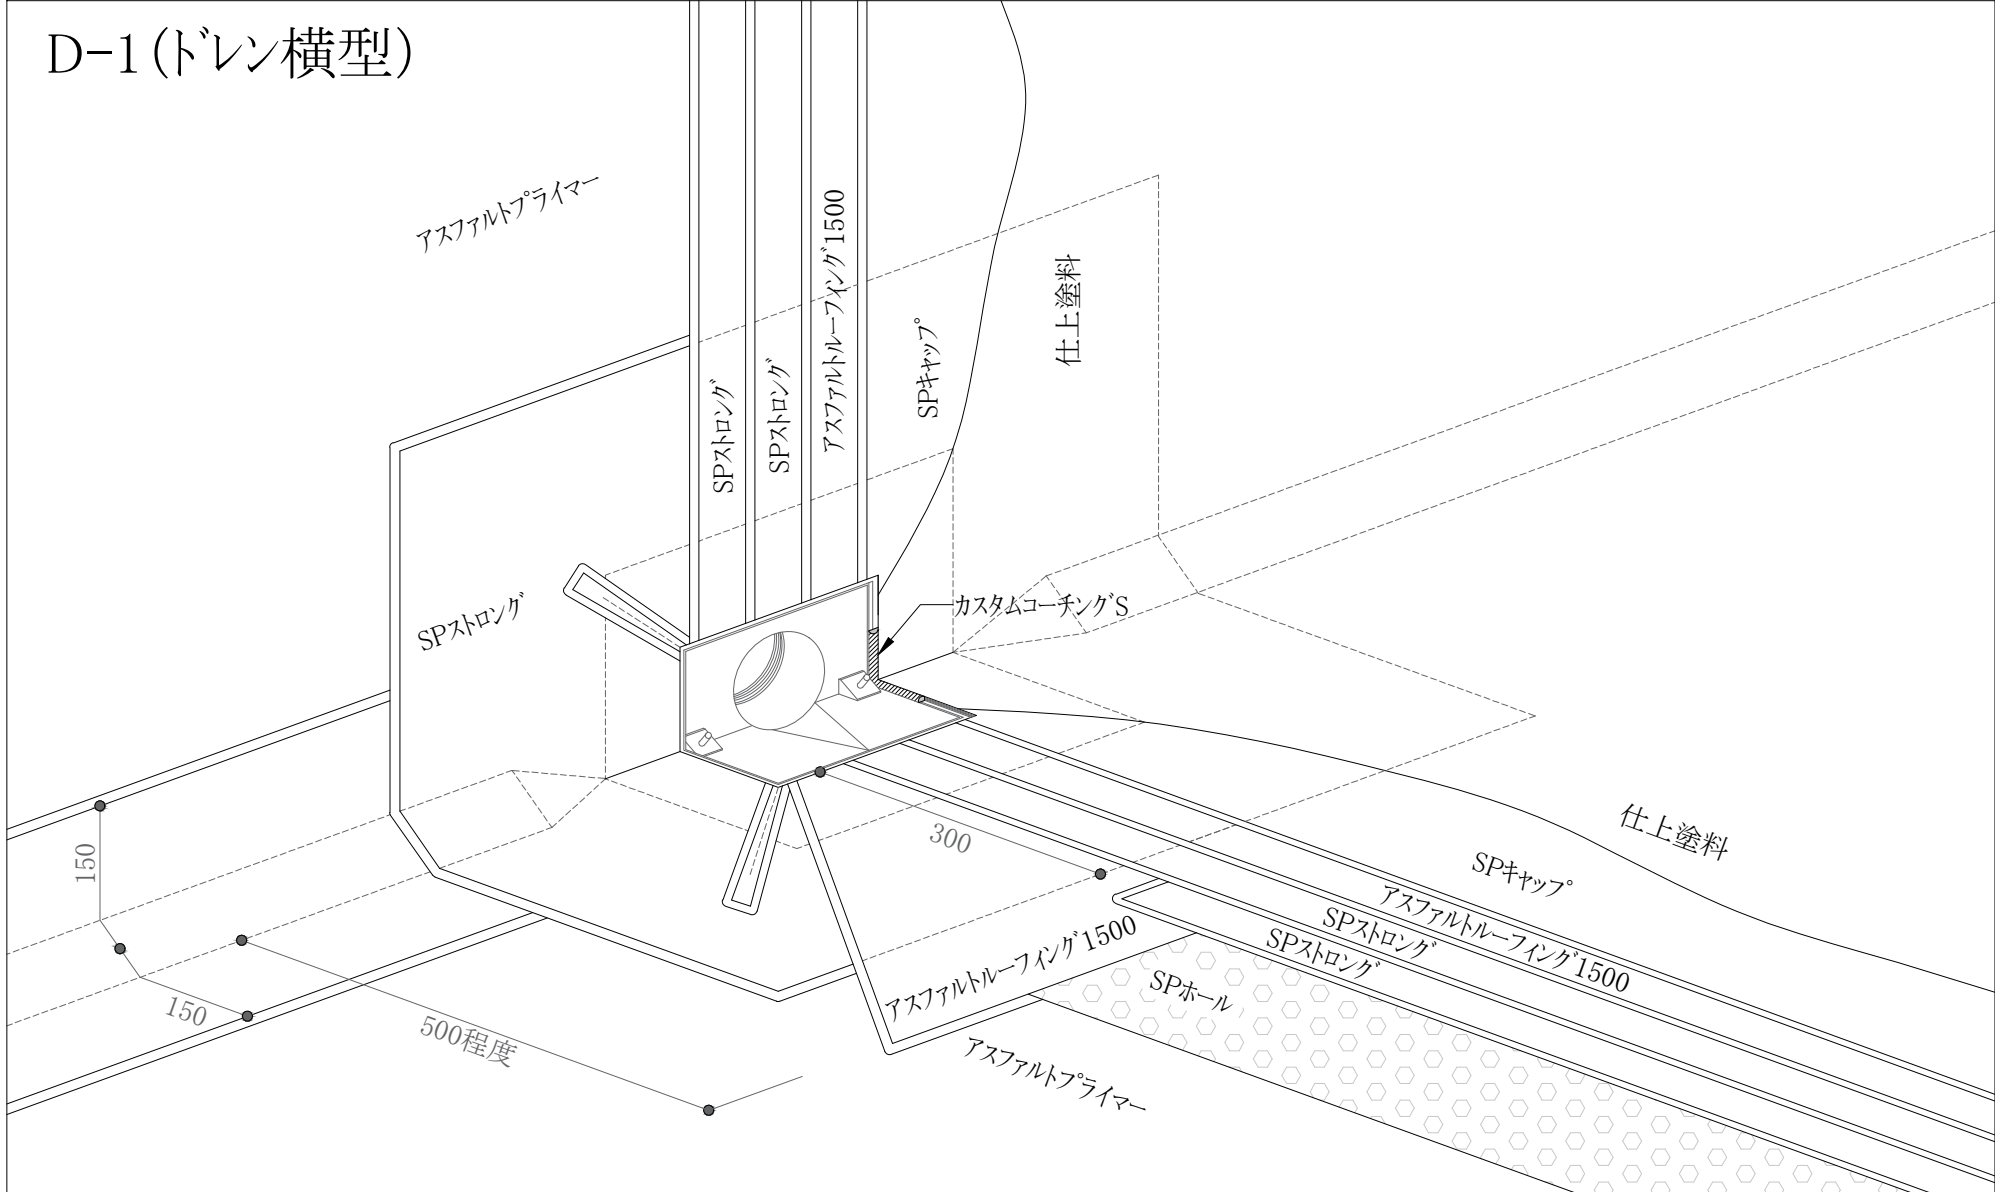 D-1(ドレン横型)
アスファルトプライマー
SPストロング
SPストロング
アスファルトルーフィング1500
SPキャップ
仕上塗料
SPストロング
カスタムコーチングS
150
150
500程度
300
アスファルトルーフィング1500
アスファルトプライマー
SPホール
SPストロング
SPストロング
アスファルトルーフィング1500
SPキャップ
仕上塗料